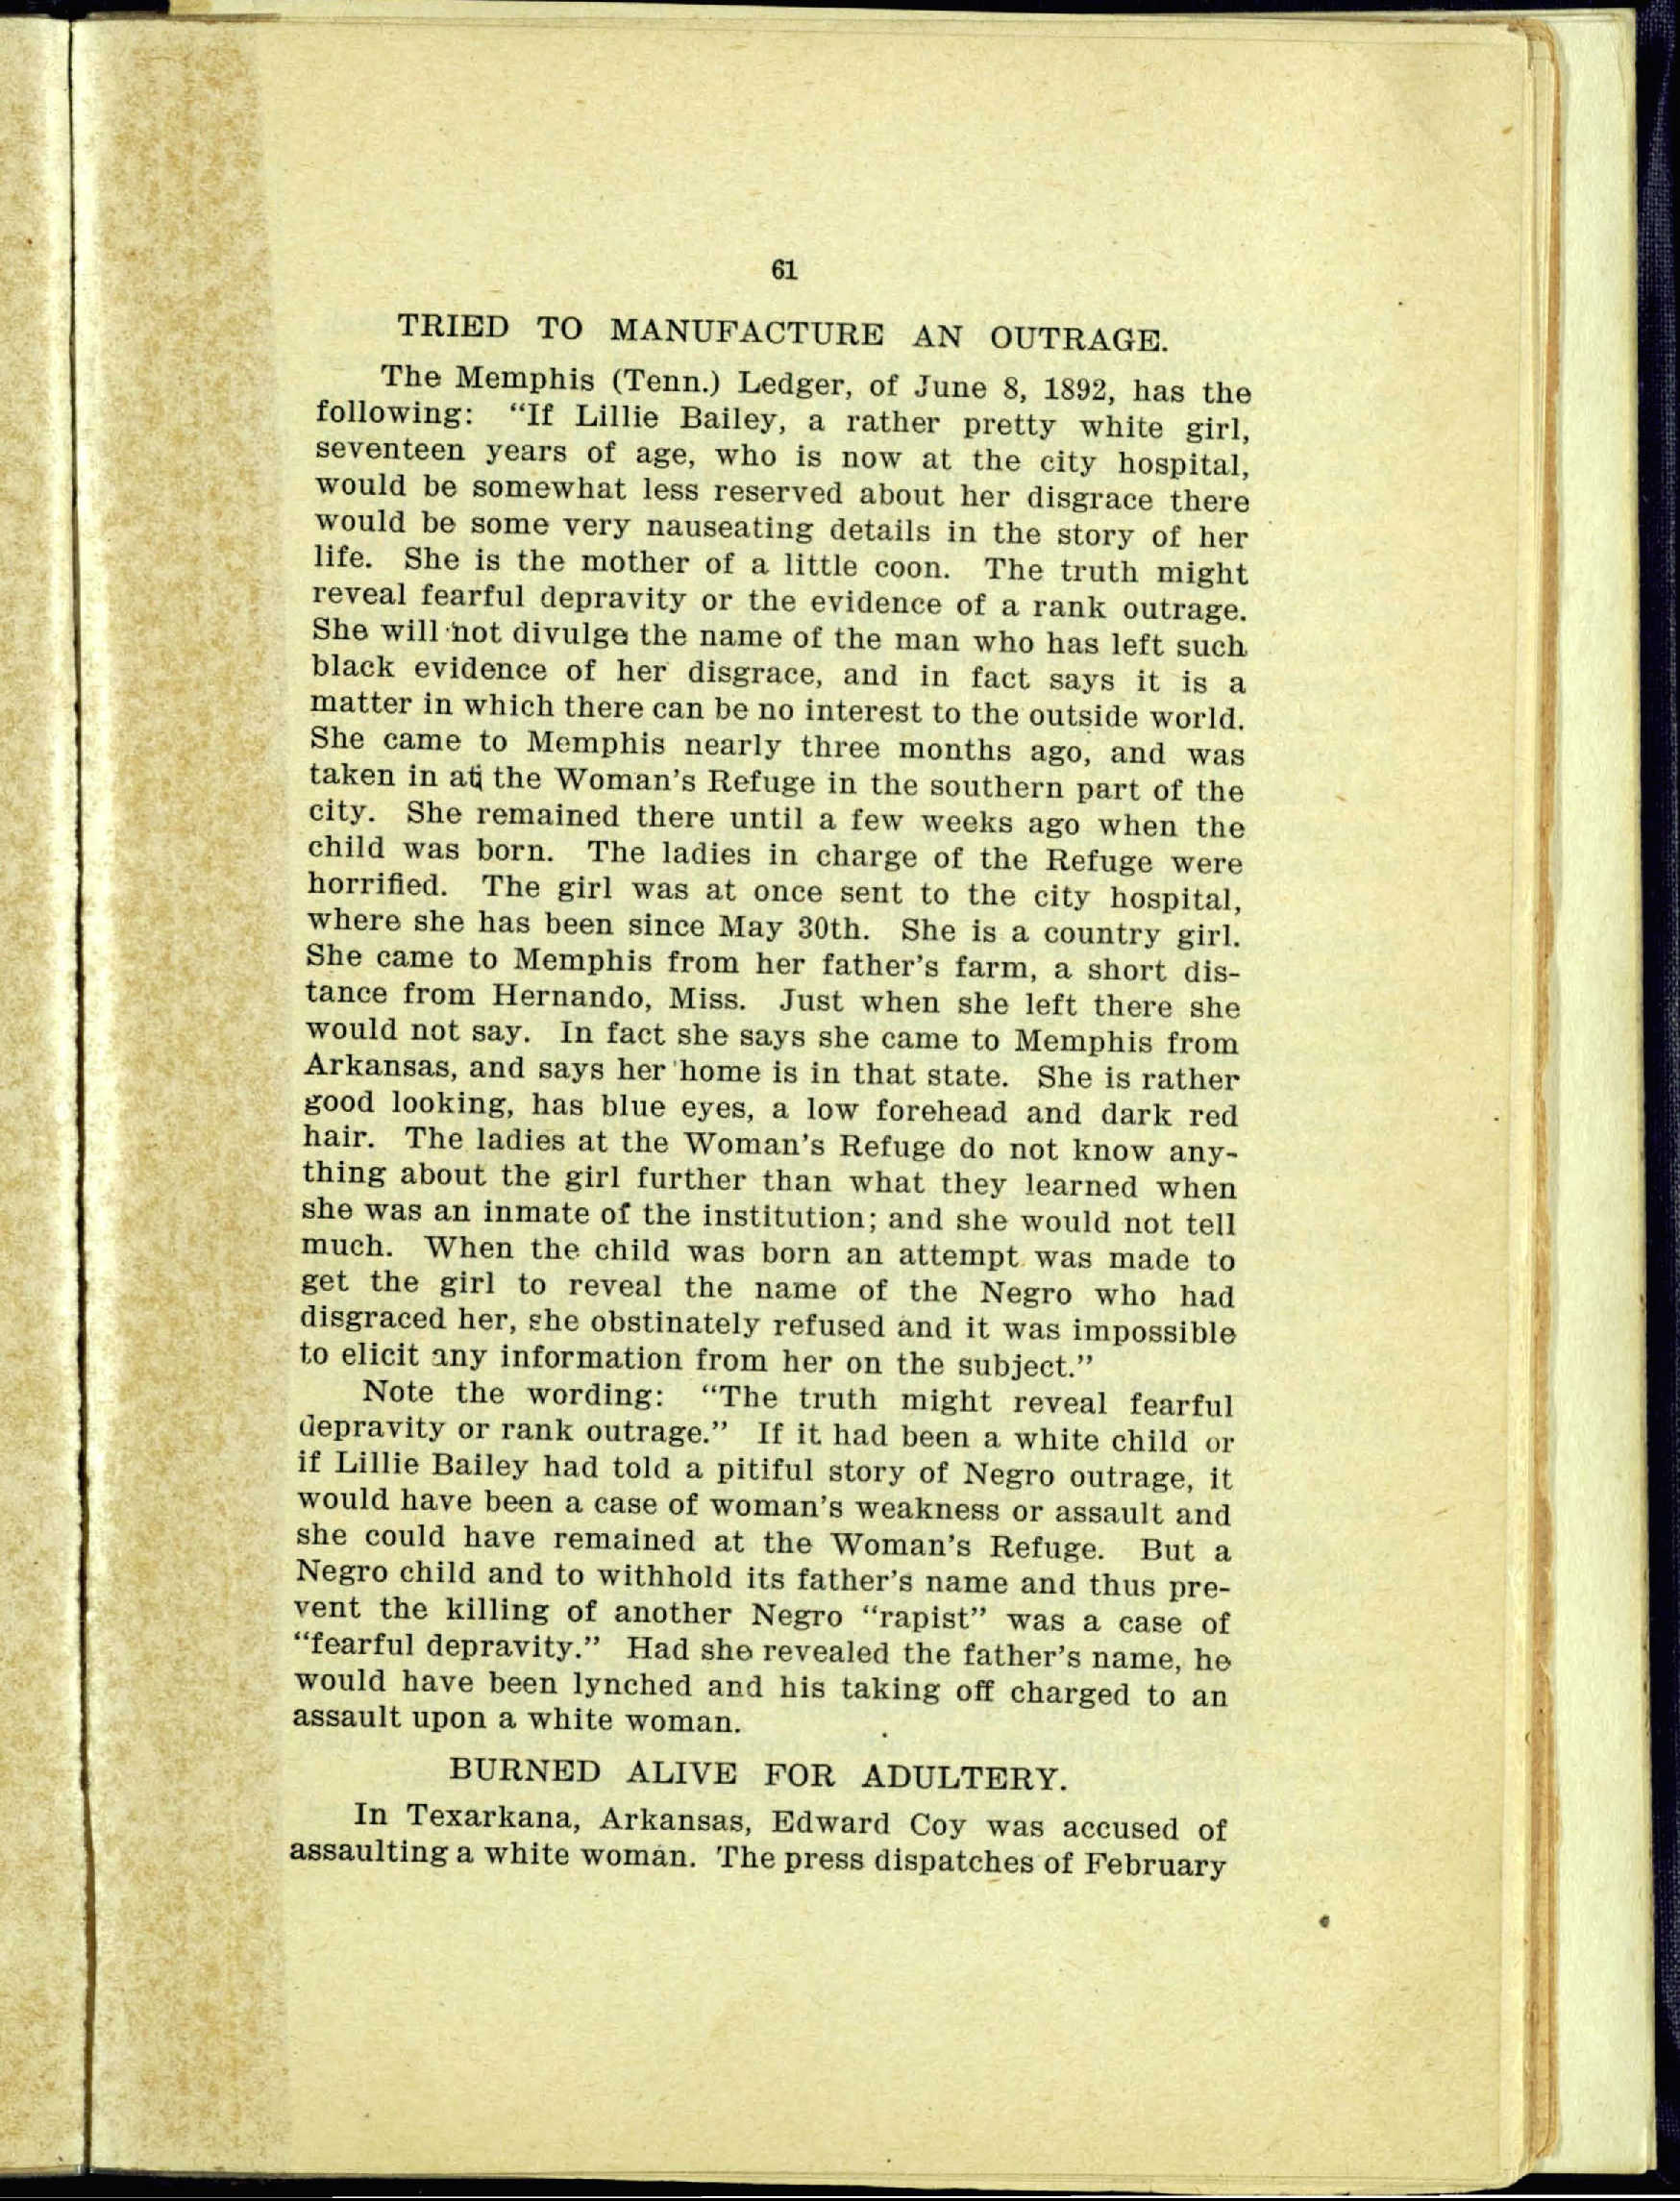 61
TRIED TO MANUFACTURE AN OUTRAGE.
The Memphis (Tenn.) Ledger, of June 8, 1892, has the
following: “If Lillie Bailey, a rather pretty white girl,
seventeen years of age, who is now at the city hospital,
would be somewhat less reserved about her disgrace there
would be some very nauseating details in the story of her
life. She is the mother of a little coon. The truth might
reveal fearful depravity or the evidence of a rank outrage.
She will not divulge the name of the man who has left such
black evidence of her disgrace, and in fact says it is a
matter in which there can be no interest to the outside world.
She came to Memphis nearly three months ago, and was
taken in at the Woman's Refuge in the southern part of the
city. She remained there until a few weeks ago when the
child was born. The ladies in charge of the Refuge were
horrified. The girl was at once sent to the city hospital,
where she has been since May 30th. She is a country girl.
She came to Memphis from her father's farm, a short dis-
tance from Hernando, Miss. Just when she left there she
would not say. In fact she says she came to Memphis from
Arkansas, and says her home is in that state. She is rather
good looking, has blue eyes, a low forehead and dark red
hair. The ladies at the Woman's Refuge do not know any-
thing about the girl further than what they learned when
she was an inmate of the institution; and she would not tell
much. When the child was born an attempt was made to
get the girl to reveal the name of the Negro who had
disgraced her, she obstinately refused and it was impossible
to elicit any information from her on the subject.”
Note the wording: “The truth might reveal fearful
depravity or rank outrage.” If it had been a white child or
if Lillie Bailey had told a pitiful story of Negro outrage, it
would have been a case of woman's weakness or assault and
she could have remained at the Woman's Refuge. But a
Negro child and to withhold its father's name and thus pre-
vent the killing of another Negro “rapist” was a case of
“fearful depravity.” Had she revealed the father's name, he
would have been lynched and his taking off charged to an
assault upon a white woman.
BURNED ALIVE FOR ADULTERY.
In Texarkana, Arkansas, Edward Coy was accused of
assaulting a white woman. The press dispatches of February